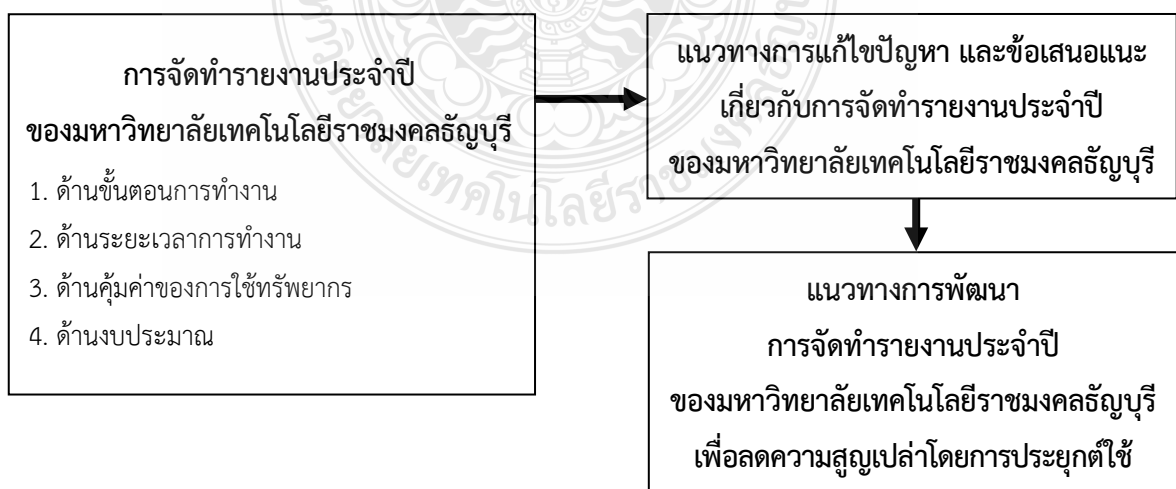 การจัดทำรายงานประจำปี
ของมหาวิทยาลัยเทคโนโลยีราชมงคลธัญบุรี
1. ด้านขั้นตอนการทำงาน
2. ด้านระยะเวลาการทำงาน
3. ด้านคุ้มค่าของการใช้ทรัพยากร
4. ด้านงบประมาณ
แนวทางการแก้ไขปัญหา และข้อเสนอแนะ
เกี่ยวกับการจัดทำรายงานประจำปี
ของมหาวิทยาลัยเทคโนโลยีราชมงคลธัญบุรี
แนวทางการพัฒนา
การจัดทำรายงานประจำปี
ของมหาวิทยาลัยเทคโนโลยีราชมงคลธัญบุรี
เพื่อลดความสูญเปล่าโดยการประยุกต์ใช้